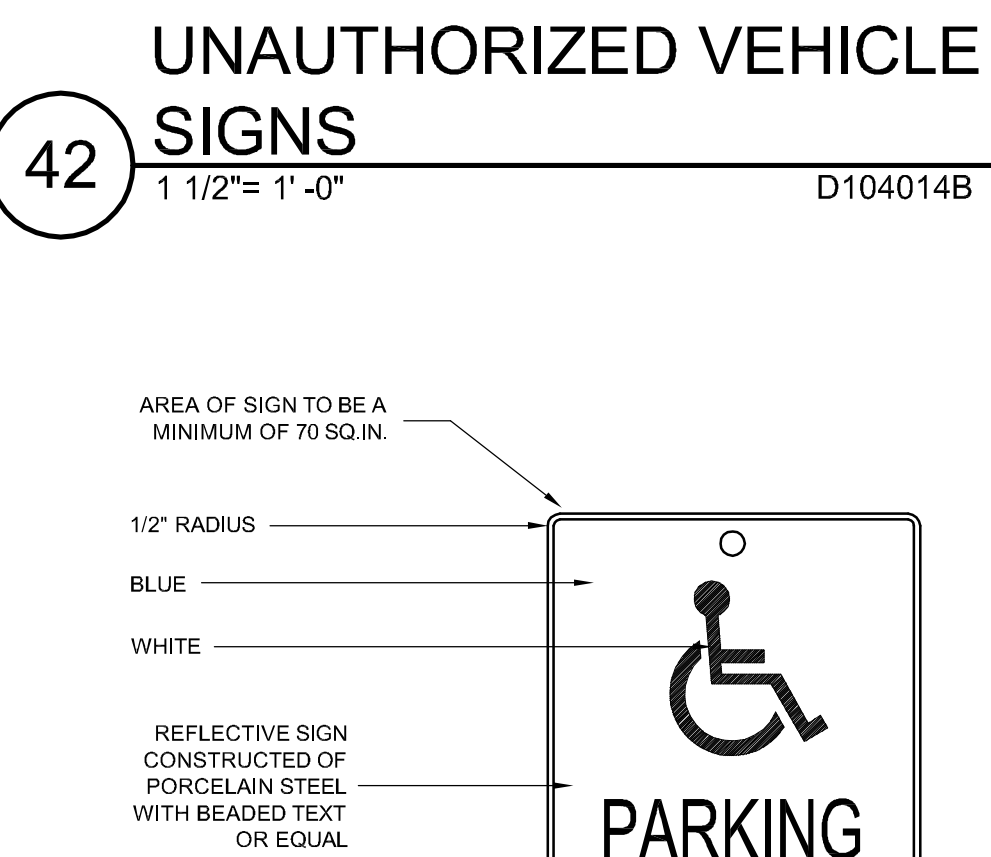 UNAUTHORIZED VEHICLE
SIGNS
42
1 1/2"= 1' -0"
D104014B
AREA OF SIGN TO BE A
MINIMUM OF 70 SQ.IN.
1/2" RADIUS
BLUE
WHITE
REFLECTIVE SIGN
CONSTRUCTED OF
PORCELAIN STEEL
WITH BEADED TEXT
OR EQUAL
PARKING